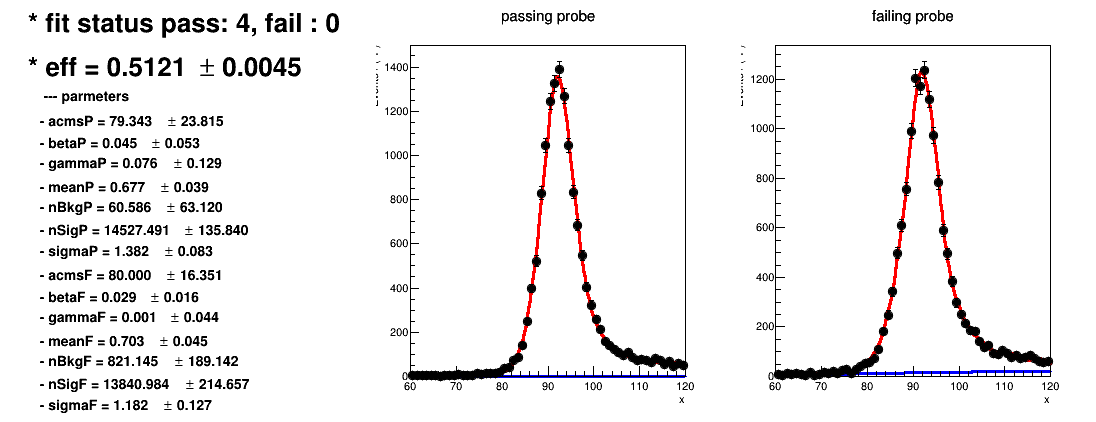 * fit status pass: 4, fail : 0
* eff = 0.5121 ± 0.0045
--- parmeters
- acmsP = 79.343 ± 23.815
- betaP = 0.045 ± 0.053
- gammaP = 0.076 ± 0.129
- meanP = 0.677 ± 0.039
- nBkgP = 60.586 ± 63.120
- nSigP = 14527.491 ± 135.840
- sigmaP = 1.382 ± 0.083
- acmsF = 80.000 ± 16.351
- betaF = 0.029 ± 0.016
- gammaF = 0.001 ± 0.044
- meanF = 0.703 ± 0.045
- nBkgF = 821.145 ± 189.142
- nSigF = 13840.984 ± 214.657
- sigmaF = 1.182 ± 0.127
passing probe
1400
1200
1000
800
600
400
200
0
60 70 80 90 100 110 120
x
failing probe
1200
1000
800
600
400
200
0
60 70 80 90 100 110 120
x